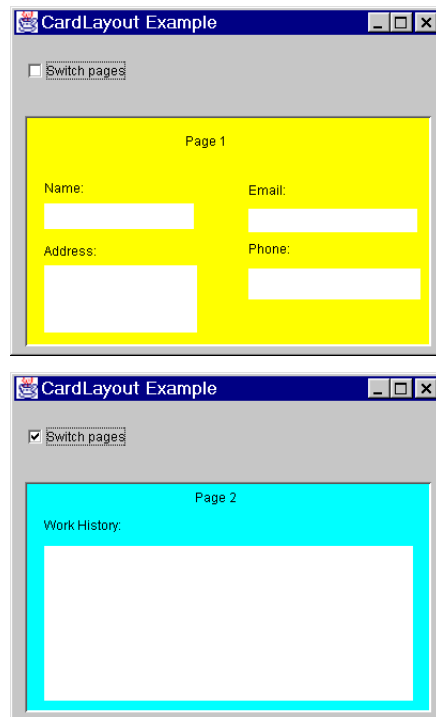 CardLayout Example
Switch pages
Page 1
Name:
Email:
Address:
Phone:
CardLayout Example
Switch pages
Page 2
Work History: